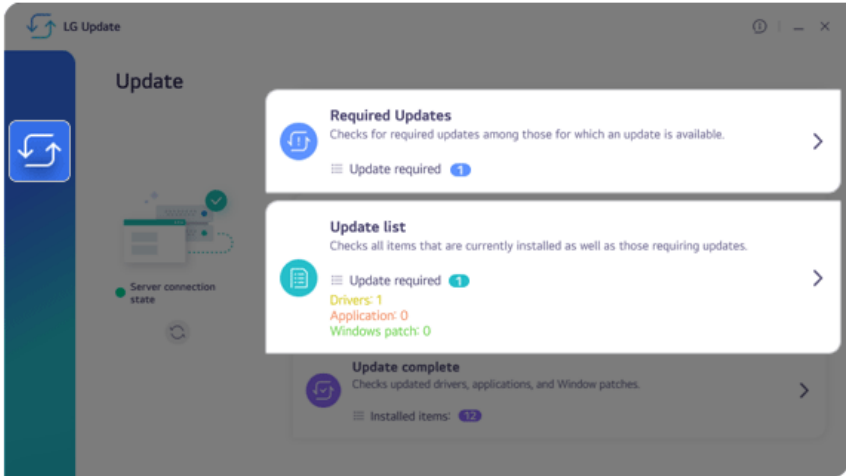 LG Update
Update
Required Updates
Checks for required updates among those for which an update is available.
Update required 1
Update list
Checks all items that are currently installed as well as those requiring updates.
Update required 1
Drivers: 1
Application: 0
Windows patch: 0
Server connection
state
Update complete
Checks updated drivers, applications, and Window patches.
Installed items: 12